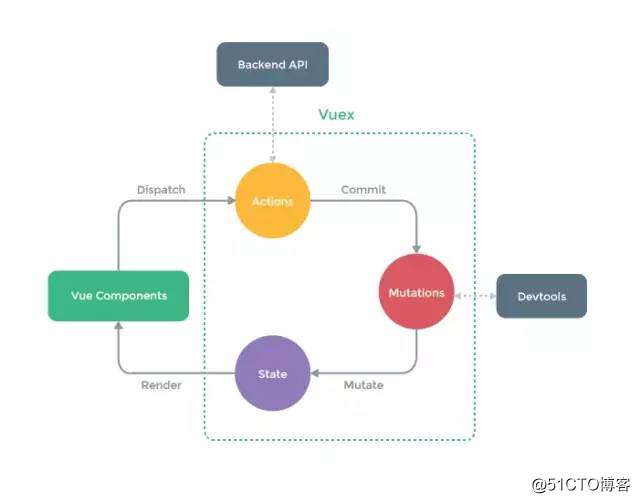 Backend API
Vuex
Dispatch
Actions
Commit
Vue Components
Mutations
Devtools
State
Render
Mutate
@51CTO博客